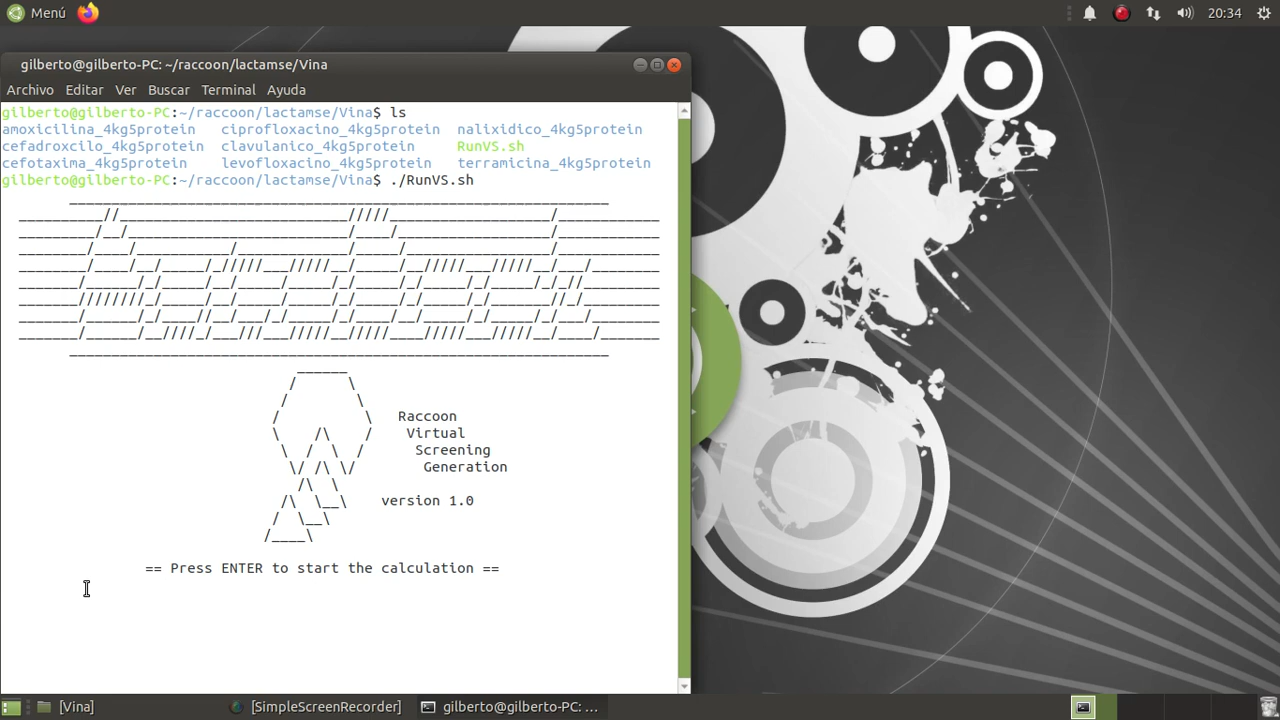 Menú
20:34
gilberto@gilberto-PC: ~/raccoon/lactamse/Vina
Archivo Editar Ver Buscar Terminal Ayuda
gilberto@gilberto-PC:~/raccoon/lactamse/Vina$ ls
amoxicilina_4kg5protein ciprofloxacino_4kg5protein nalixidico_4kg5protein
cefadroxcilo_4kg5protein clavulanico_4kg5protein RunVS.sh
cefotaxima_4kg5protein levofloxacino_4kg5protein terramicina_4kg5protein
gilberto@gilberto-PC:~/raccoon/lactamse/Vina$ ./RunVS.sh
Raccoon
Virtual
Screening
Generation
version 1.0
== Press ENTER to start the calculation ==
[Vina] [SimpleScreenRecorder] gilberto@gilberto-PC: ...